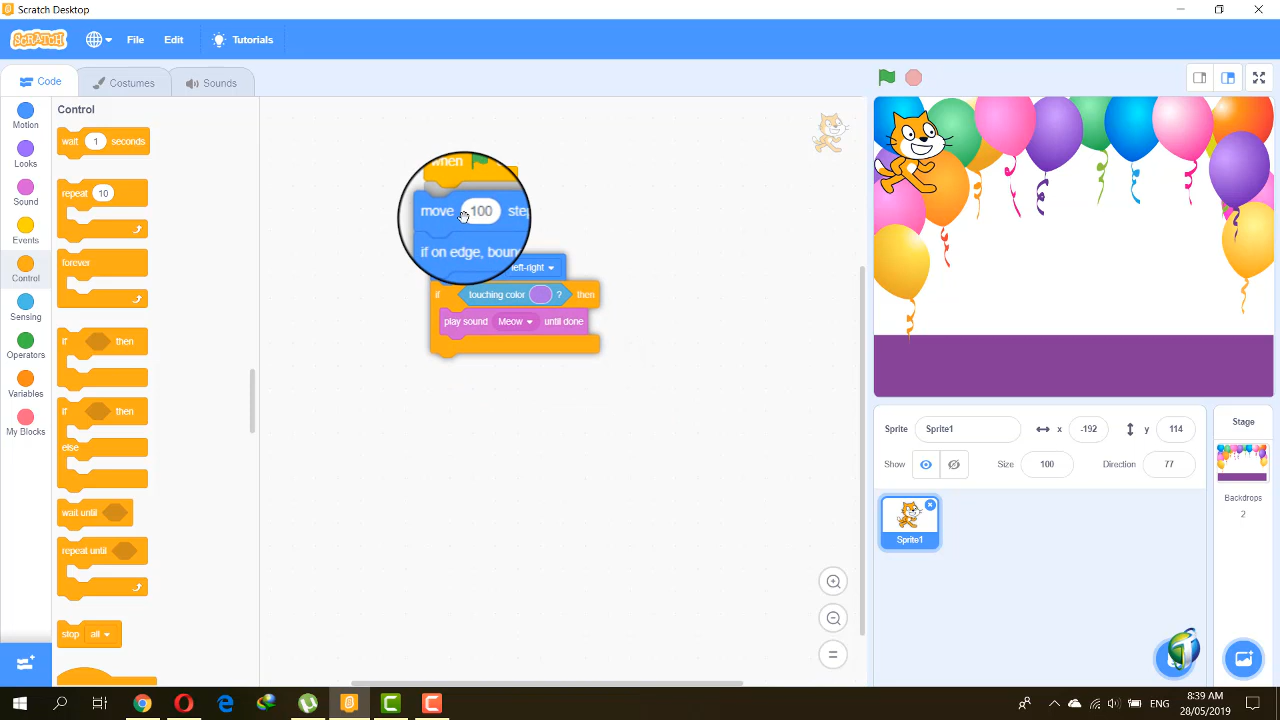 Scratch Desktop
SCRATCH File Edit Tutorials
Code Costumes Sounds
Motion
Looks
Sound
Events
Control
Sensing
Operators
Variables
My Blocks
Control
wait 1 seconds
repeat 10
forever
if then
if then
else
wait until
repeat until
stop all
when
move 100
if on edge,
left-right
if touching color ? then
play sound Meow until done
Sprite Sprite1 x -192 y 114
Show Size 100 Direction 77
Sprite1
Stage
Backdrops
2
ENG
8:39 AM
28/05/2019